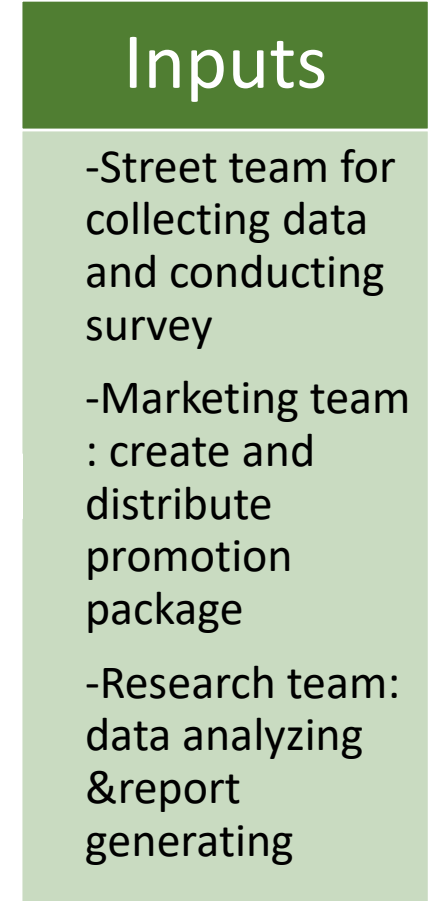 Inputs
-Street team for
collecting data
and conducting
survey
-Marketing team
: create and
distribute
promotion
package
-Research team:
data analyzing
&report
generating